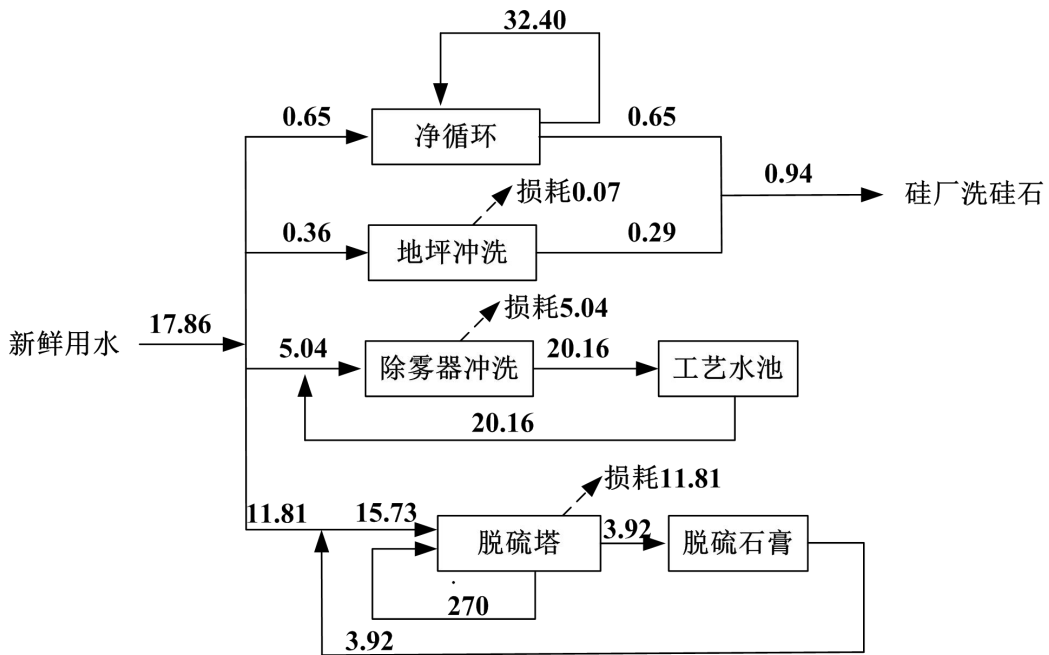 32.40
0.65
净循环
0.65
0.94
硅厂洗硅石
损耗0.07
0.36
地坪冲洗
0.29
新鲜用水
17.86
损耗5.04
5.04
除雾器冲洗
20.16
工艺水池
20.16
损耗11.81
11.81
15.73
脱硫塔
3.92
脱硫石膏
270
3.92